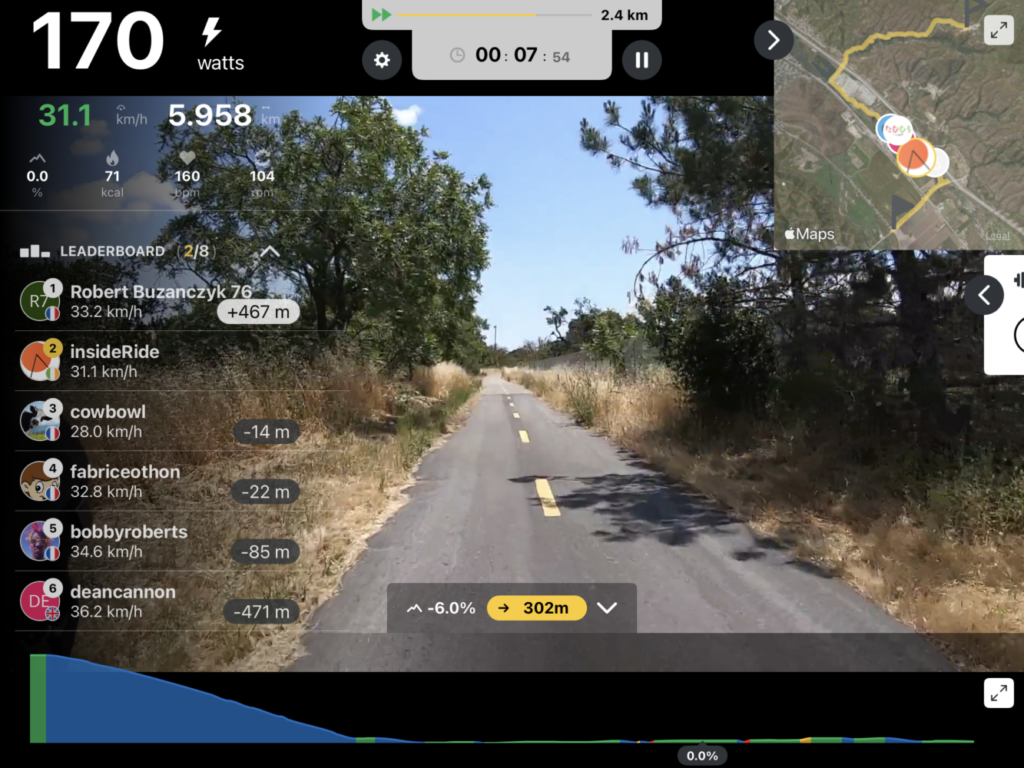 170
watts
2.4 km
00 : 07 : 54
31.1 km/h 5.958 km
0.0 71 160 104
% kcal bpm rpm
LEADERBOARD (2/8)
R7 1 Robert Buzanczyk 76
33.2 km/h +467 m
2 insideRide
31.1 km/h
3 cowbowl
28.0 km/h -14 m
4 fabriceothon
32.8 km/h -22 m
5 bobbyroberts
34.6 km/h -85 m
DE 6 deancannon
36.2 km/h -471 m
Maps
Legal
-6.0% → 302m
0.0%